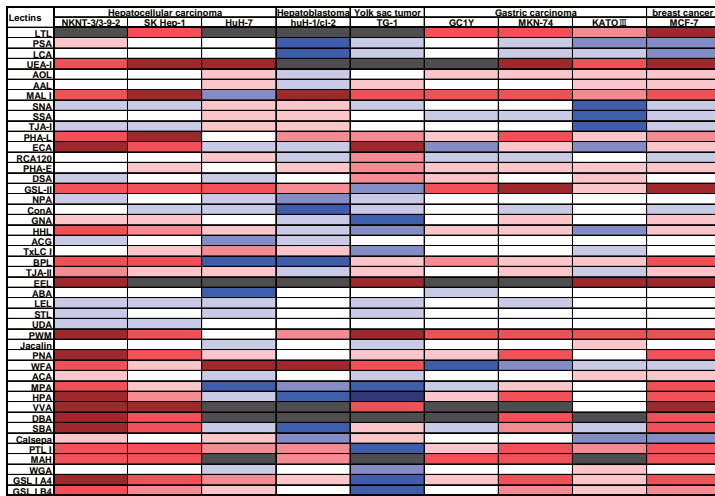 Lectins Hepatocellular carcinoma Hepatoblastoma Yolk sac tumor Gastric carcinoma breast cancer
NKNT-3/3-9-2 SK Hep-1 HuH-7 huH-1/cl-2 TG-1 GC1Y MKN-74 KATOⅢ MCF-7
LTL
PSA
LCA
UEA-I
AOL
AAL
MAL I
SNA
SSA
TJA-I
PHA-L
ECA
RCA120
PHA-E
DSA
GSL-II
NPA
ConA
GNA
HHL
ACG
TxLC I
BPL
TJA-II
EEL
ABA
LEL
STL
UDA
PWM
Jacalin
PNA
WFA
ACA
MPA
HPA
VVA
DBA
SBA
Calsepa
PTL I
MAH
WGA
GSL I A4
GSL I B4